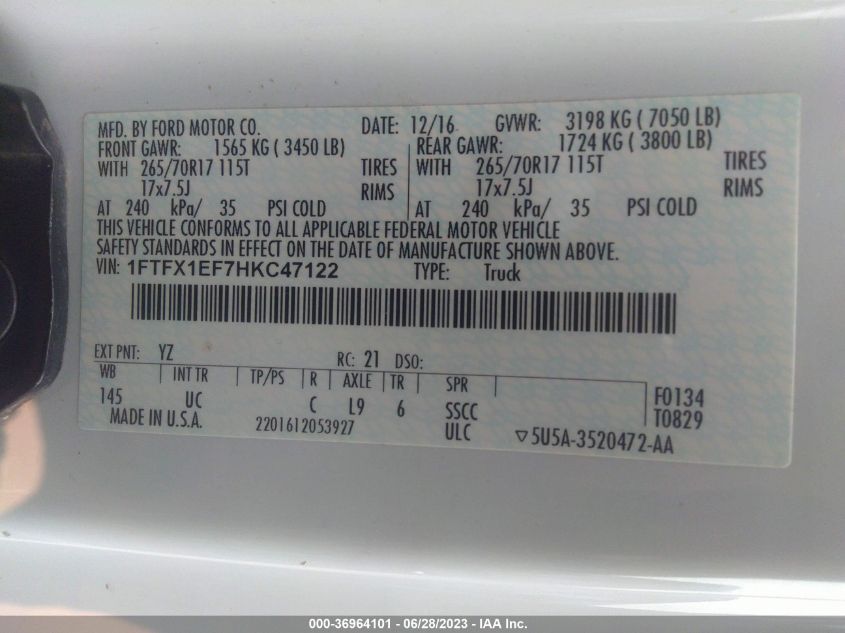 MFD. BY FORD MOTOR CO. DATE: 12/16 GVWR: 3198 KG ( 7050 LB)
FRONT GAWR: 1565 KG ( 3450 LB) REAR GAWR: 1724 KG ( 3800 LB)
WITH 265/70R17 115T TIRES WITH 265/70R17 115T TIRES
17x7.5J RIMS 17x7.5J RIMS
AT 240 kPa/ 35 PSI COLD AT 240 kPa/ 35 PSI COLD
THIS VEHICLE CONFORMS TO ALL APPLICABLE FEDERAL MOTOR VEHICLE
SAFETY STANDARDS IN EFFECT ON THE DATE OF MANUFACTURE SHOWN ABOVE.
VIN: 1FTFX1EF7HKC47122 TYPE: Truck
EXT PNT: YZ RC: 21 DSO:
WB INT TR TP/PS R AXLE TR SPR F0134
145 UC C L9 6 SSCC T0829
MADE IN U.S.A. 2201612053927 ULC ▽5U5A-3520472-AA
000-36964101 - 06/28/2023 - IAA Inc.